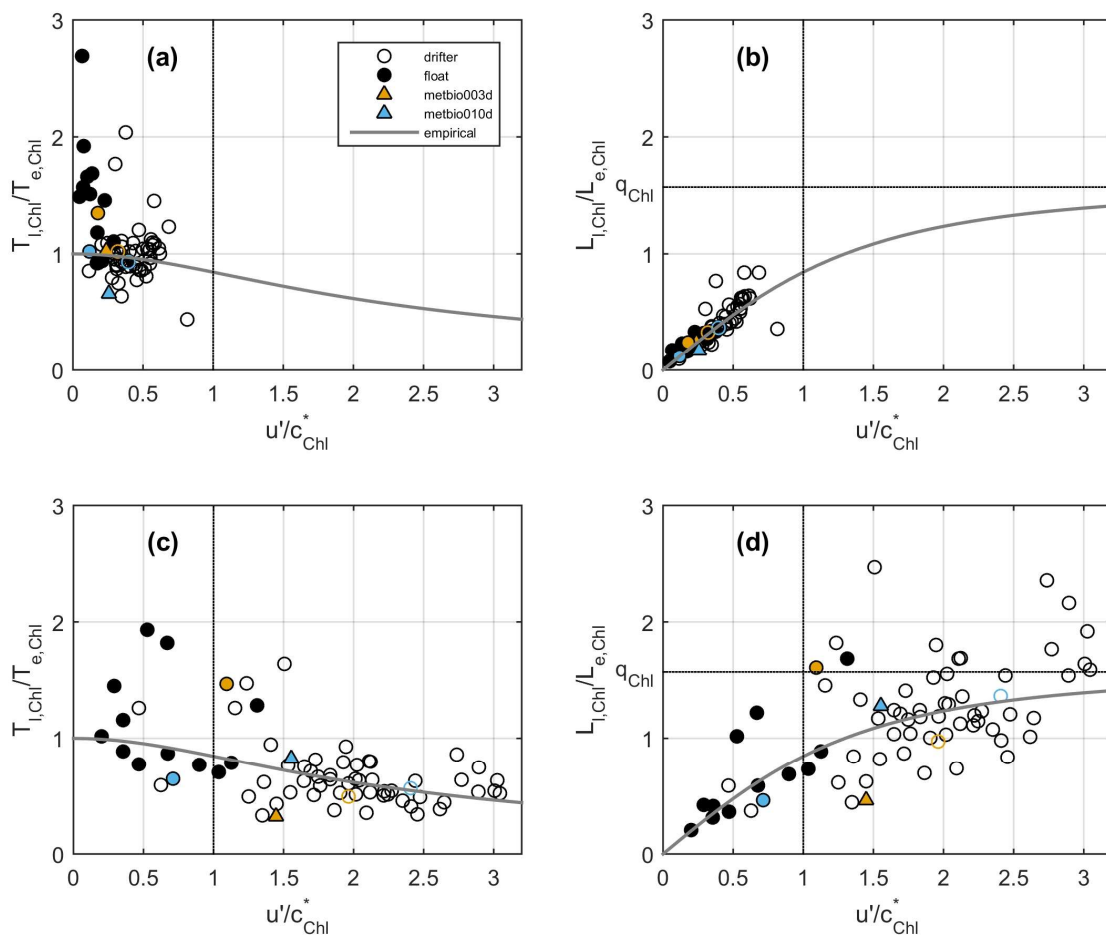 (a)
drifter
float
metbio003d
metbio010d
empirical
T_{l,Chl}/T_{e,Chl}
3
2
1
0
0 0.5 1 1.5 2 2.5 3
u'/c^{*}_{Chl}
(b)
L_{l,Chl}/L_{e,Chl}
3
2
q_{Chl}
1
0
0 0.5 1 1.5 2 2.5 3
u'/c^{*}_{Chl}
(c)
T_{l,Chl}/T_{e,Chl}
3
2
1
0
0 0.5 1 1.5 2 2.5 3
u'/c^{*}_{Chl}
(d)
L_{l,Chl}/L_{e,Chl}
3
2
q_{Chl}
1
0
0 0.5 1 1.5 2 2.5 3
u'/c^{*}_{Chl}